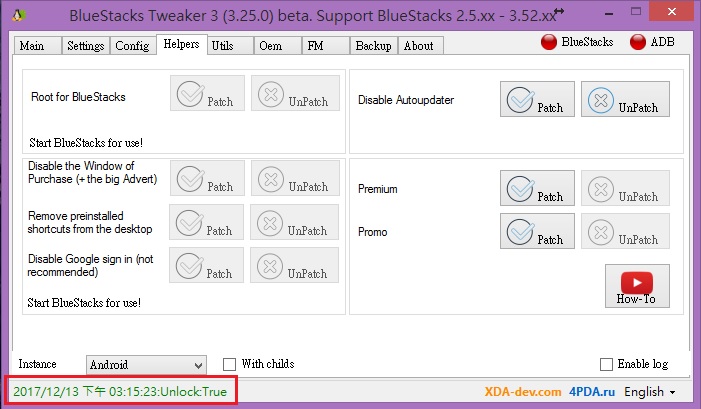 BlueStacks Tweaker 3 (3.25.0) beta. Support BlueStacks 2.5.xx - 3.52.xx
Main Settings Config Helpers Utils Oem FM Backup About BlueStacks ADB
Root for BlueStacks Patch UnPatch
Start BlueStacks for use!
Disable Autoupdater Patch UnPatch
Disable the Window of
Purchase (+ the big Advert) Patch UnPatch
Remove preinstalled
shortcuts from the desktop Patch UnPatch
Disable Google sign in (not
recommended) Patch UnPatch
Start BlueStacks for use!
Premium Patch UnPatch
Promo Patch UnPatch
How-To
Instance Android With childs Enable log
2017/12/13 下午 03:15:23:Unlock:True XDA-dev.com 4PDA.ru English